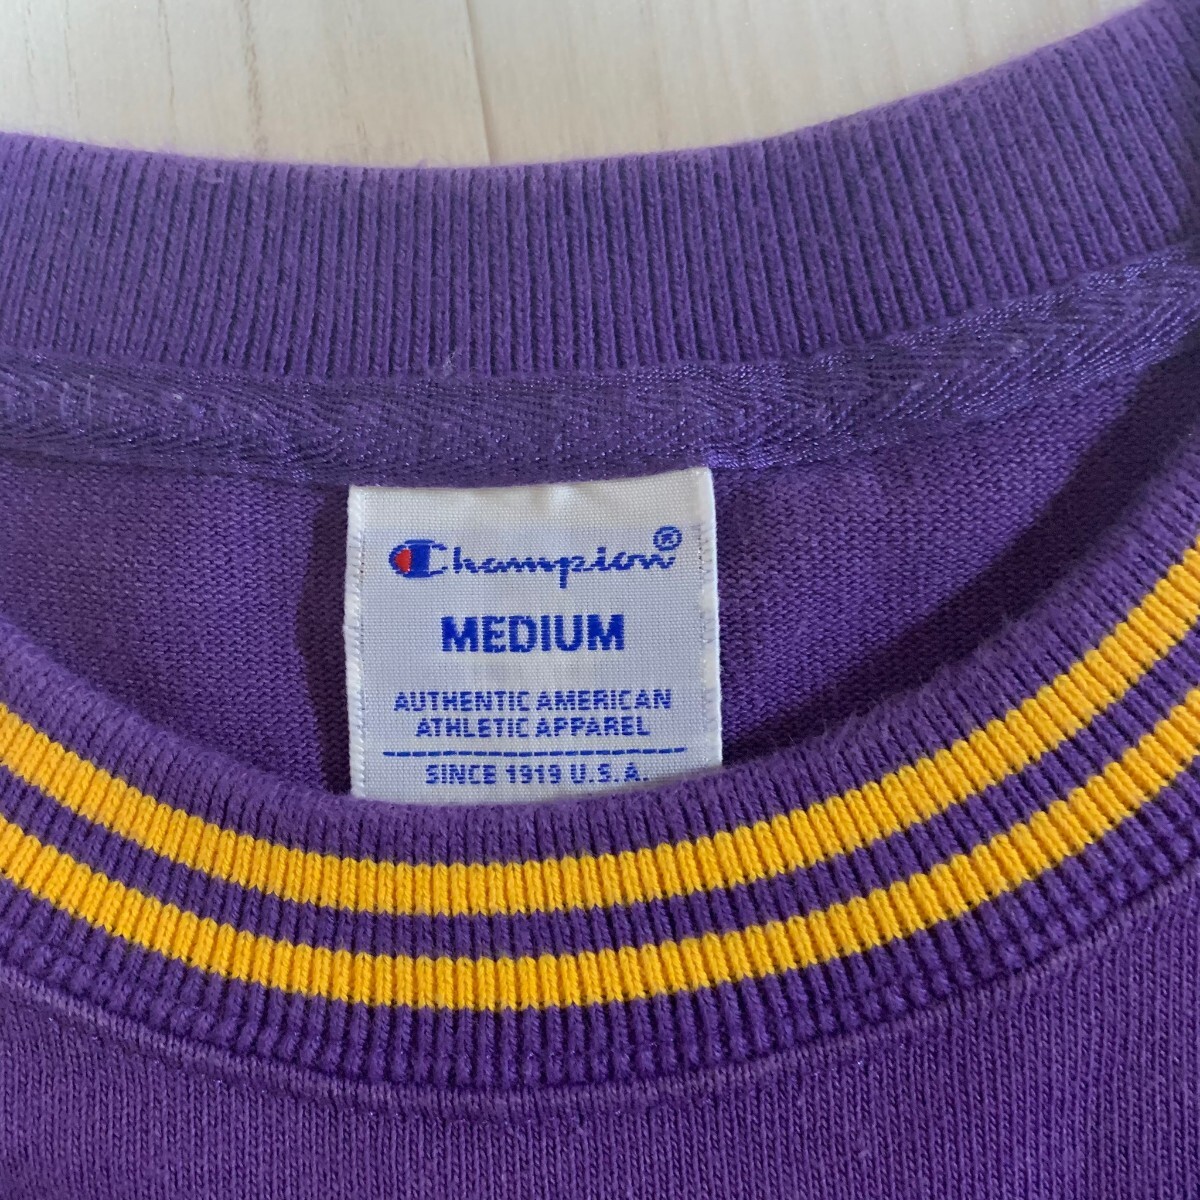 Champion®
MEDIUM
AUTHENTIC AMERICAN
ATHLETIC APPAREL
SINCE 1919 U.S.A.